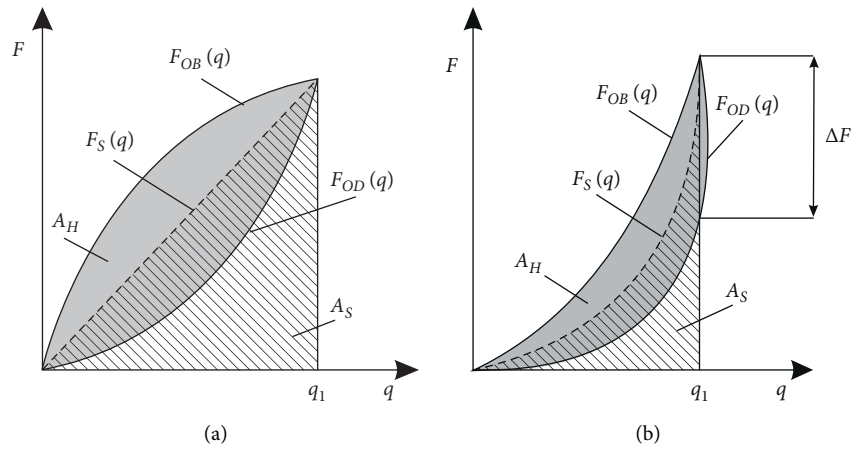 F
F_OB (q)
F_S (q)
F_OD (q)
A_H
A_S
q_1
q
(a)
F
F_OB (q)
F_OD (q)
ΔF
F_S (q)
A_H
A_S
q_1
q
(b)